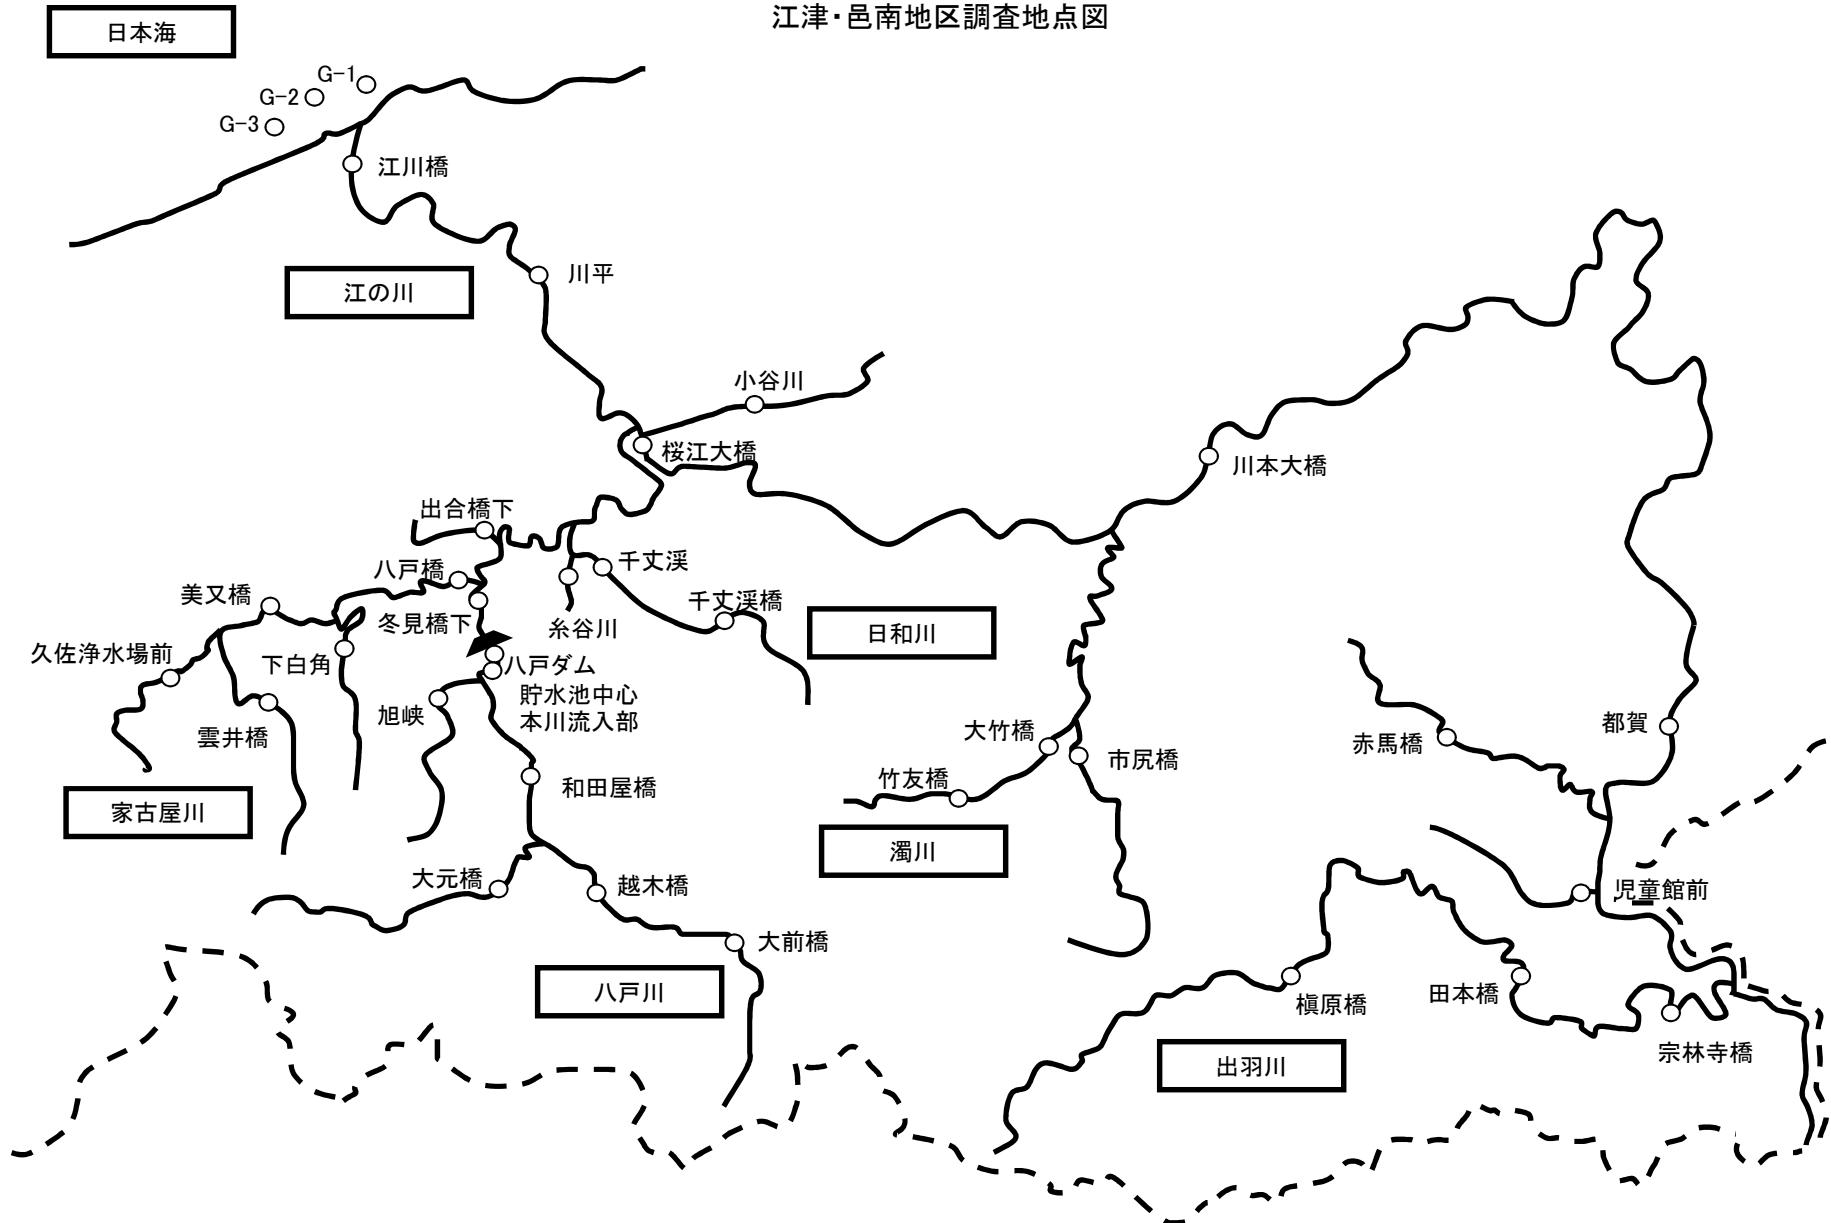 江津・邑南地区調査地点図
日本海
G-1
G-2
G-3
江川橋
川平
江の川
小谷川
桜江大橋
川本大橋
出合橋下
八戸橋
千丈渓
美又橋
千丈渓橋
冬見橋下
糸谷川
日和川
久佐浄水場前
下白角
八戸ダム
貯水池中心
本川流入部
旭峡
雲井橋
大竹橋
市尻橋
都賀
赤馬橋
竹友橋
和田屋橋
家古屋川
濁川
大元橋
越木橋
児童館前
大前橋
八戸川
槇原橋
田本橋
宗林寺橋
出羽川